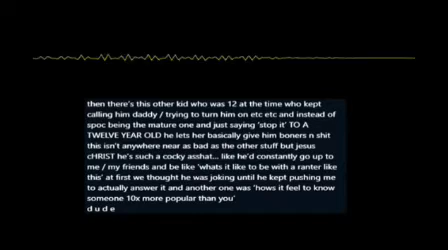 then there's this other kid who was 12 at the time who kept
calling him daddy / trying to turn him on etc etc and instead of
spoc being the mature one and just saying 'stop it' TO A
TWELVE YEAR OLD he lets her basically give him boners n shit
this isn't anywhere near as bad as the other stuff but jesus
cHRIST he's such a cocky asshat... like he'd constantly go up to
me / my friends and be like 'whats it like to be with a ranter like
this' at first we thought he was joking until he kept pushing me
to actually answer it and another one was 'hows it feel to know
someone 10x more popular than you'
d u d e